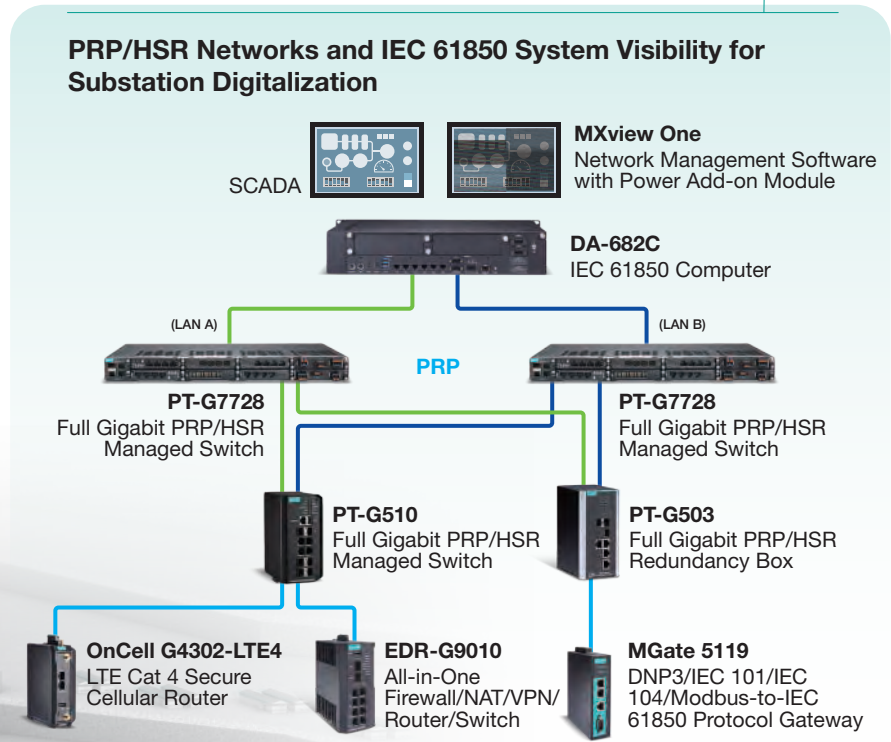 PRP/HSR Networks and IEC 61850 System Visibility for
Substation Digitalization
SCADA
MXview One
Network Management Software
with Power Add-on Module
DA-682C
IEC 61850 Computer
(LAN A)
(LAN B)
PRP
PT-G7728
Full Gigabit PRP/HSR
Managed Switch
PT-G7728
Full Gigabit PRP/HSR
Managed Switch
PT-G510
Full Gigabit PRP/HSR
Managed Switch
PT-G503
Full Gigabit PRP/HSR
Redundancy Box
OnCell G4302-LTE4
LTE Cat 4 Secure
Cellular Router
EDR-G9010
All-in-One
Firewall/NAT/VPN/
Router/Switch
MGate 5119
DNP3/IEC 101/IEC
104/Modbus-to-IEC
61850 Protocol Gateway